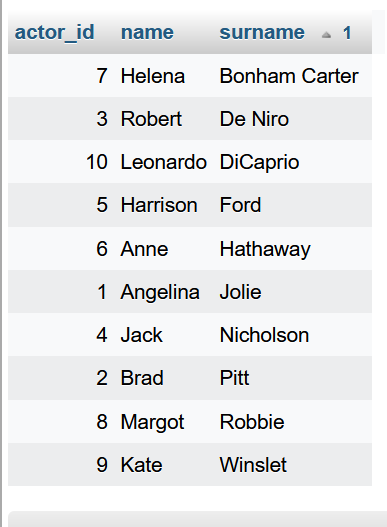 actor_id name surname 1
7 Helena Bonham Carter
3 Robert De Niro
10 Leonardo DiCaprio
5 Harrison Ford
6 Anne Hathaway
1 Angelina Jolie
4 Jack Nicholson
2 Brad Pitt
8 Margot Robbie
9 Kate Winslet